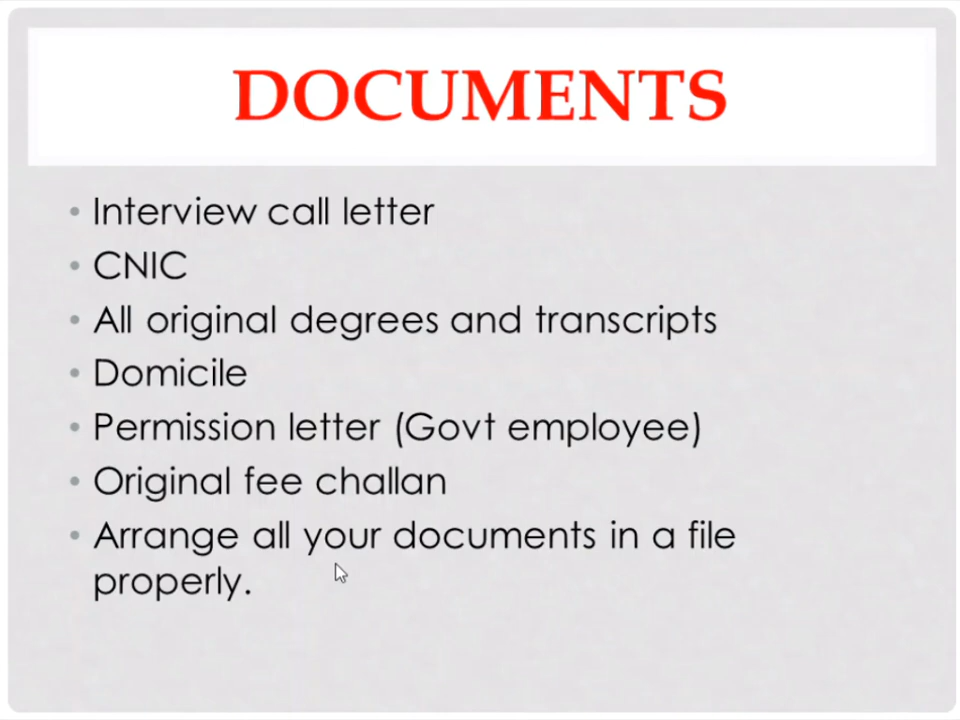 DOCUMENTS
• Interview call letter
• CNIC
• All original degrees and transcripts
• Domicile
• Permission letter (Govt employee)
• Original fee challan
• Arrange all your documents in a file
properly.